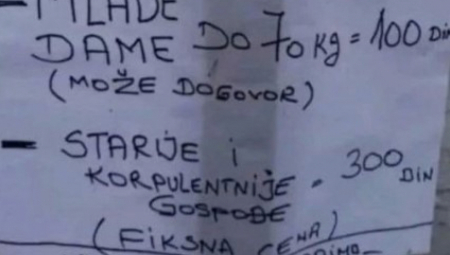 - MLADE
DAME DO 70 Kg = 100 Din
(MOŽE DOGOVOR)
- STARIJE i
KORPULENTNIJE = 300 DIN
GOSPOĐE
(FIKSNA CENA)